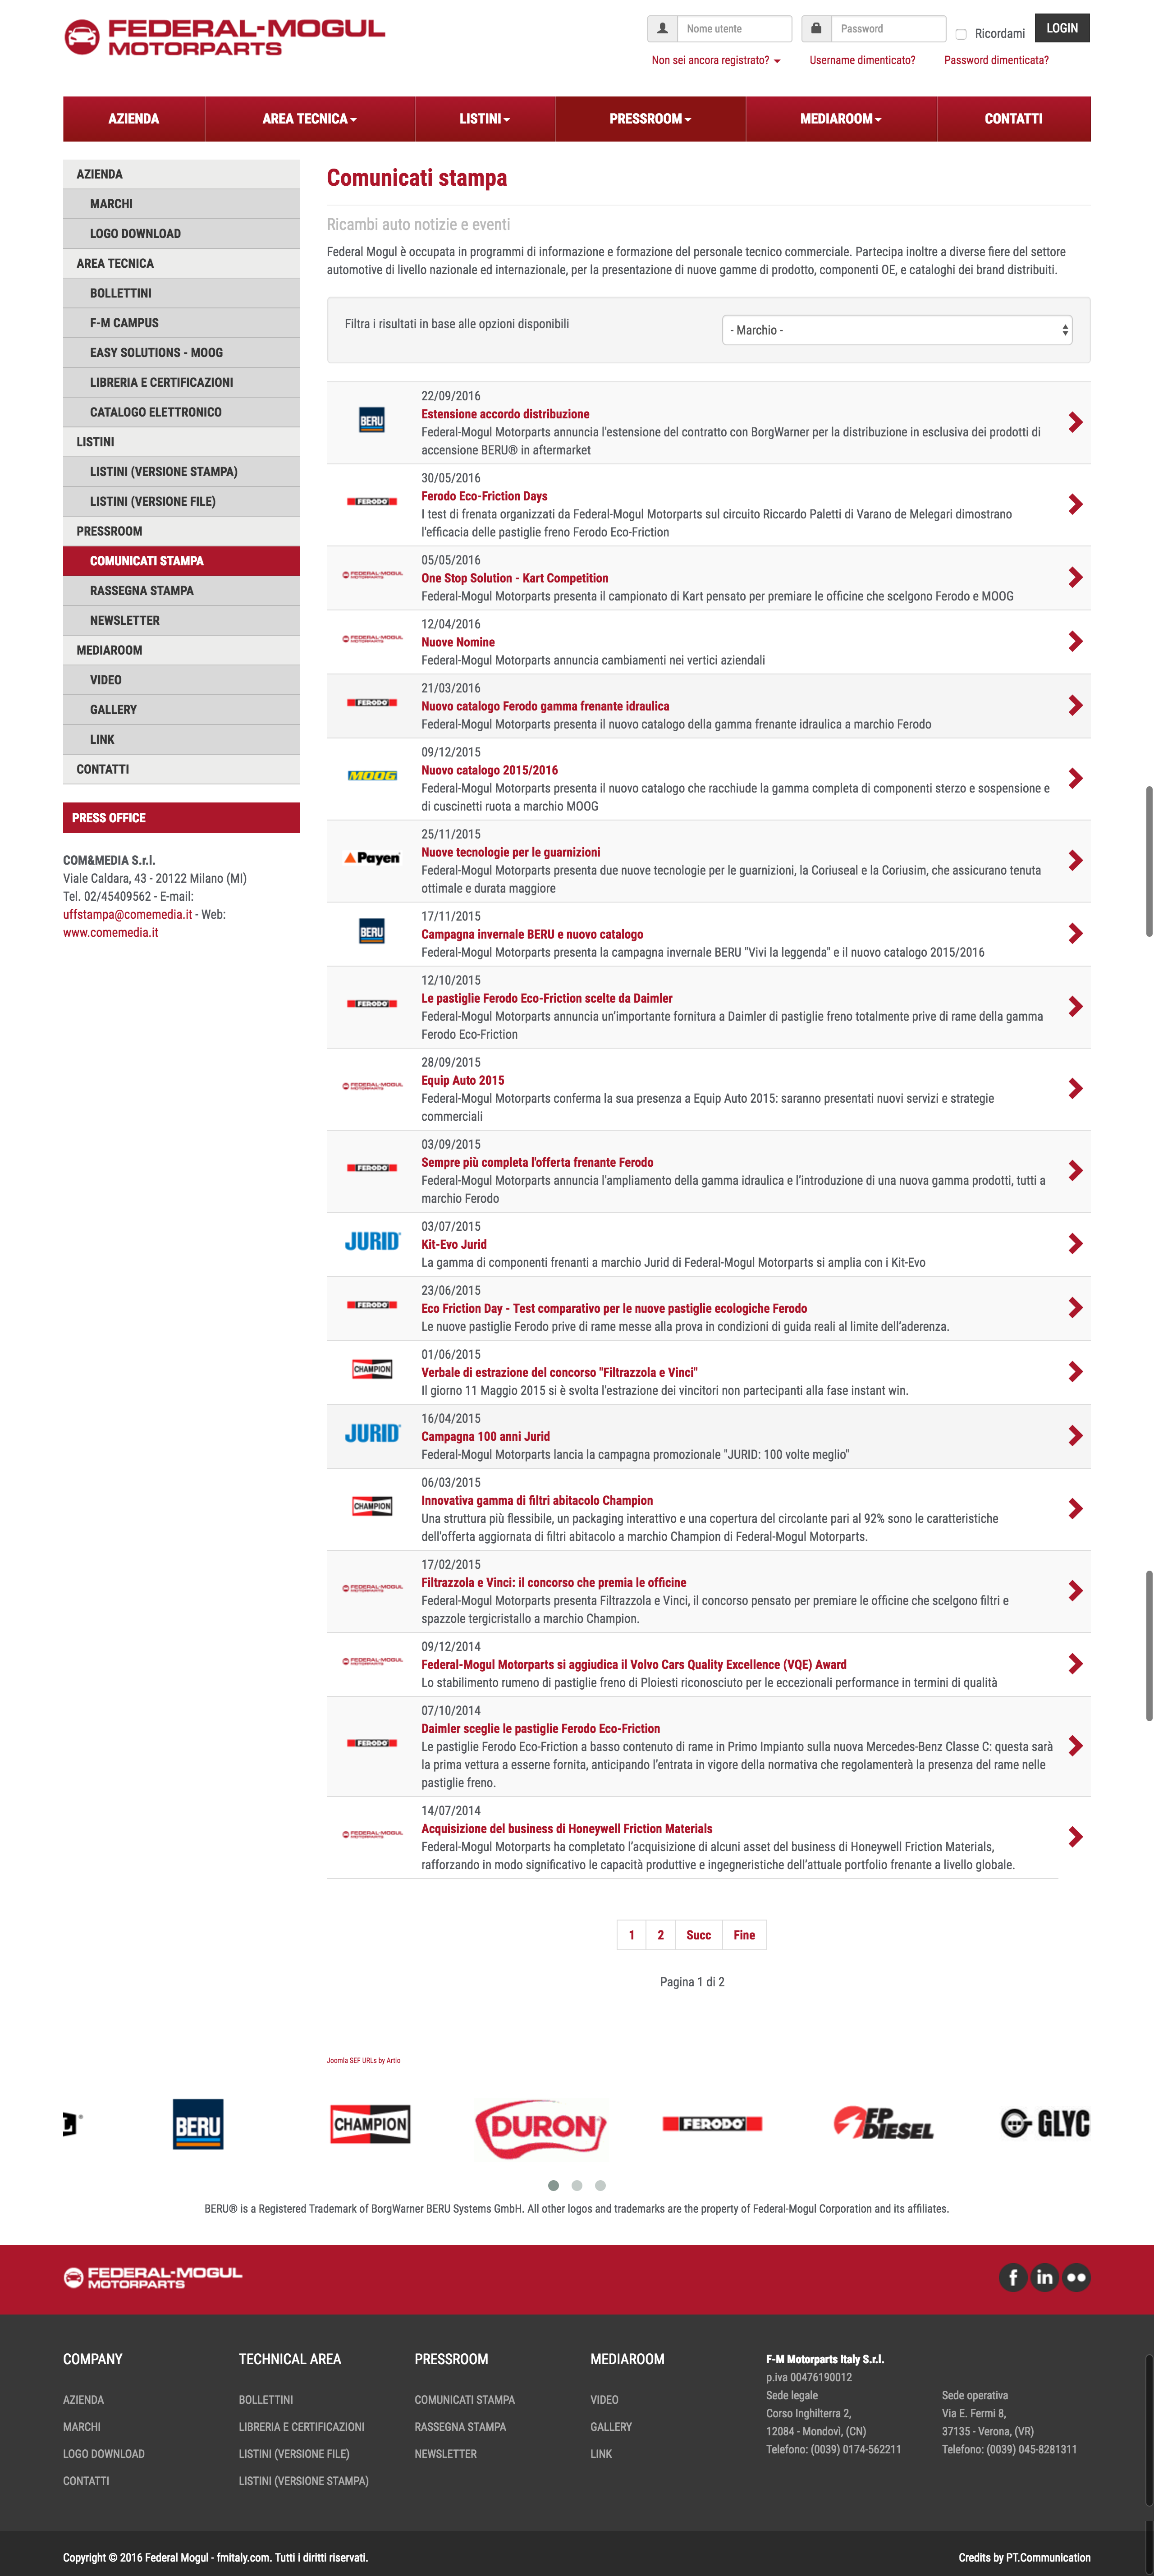 FEDERAL-MOGUL
MOTORPARTS
Nome utente
Password
Ricordami
LOGIN
Non sei ancora registrato?
Username dimenticato?
Password dimenticata?
AZIENDA
AREA TECNICA
LISTINI
PRESSROOM
MEDIAROOM
CONTATTI
AZIENDA
MARCHI
LOGO DOWNLOAD
AREA TECNICA
BOLLETTINI
F-M CAMPUS
EASY SOLUTIONS - MOOG
LIBRERIA E CERTIFICAZIONI
CATALOGO ELETTRONICO
LISTINI
LISTINI (VERSIONE STAMPA)
LISTINI (VERSIONE FILE)
PRESSROOM
COMUNICATI STAMPA
RASSEGNA STAMPA
NEWSLETTER
MEDIAROOM
VIDEO
GALLERY
LINK
CONTATTI
PRESS OFFICE
COM&MEDIA S.r.l.
Viale Caldara, 43 - 20122 Milano (MI)
Tel. 02/45409562 - E-mail:
uffstampa@comemedia.it - Web:
www.comemedia.it
Comunicati stampa
Ricambi auto notizie e eventi
Federal Mogul è occupata in programmi di informazione e formazione del personale tecnico commerciale. Partecipa inoltre a diverse fiere del settore
automotive di livello nazionale ed internazionale, per la presentazione di nuove gamme di prodotto, componenti OE, e cataloghi dei brand distribuiti.
Filtra i risultati in base alle opzioni disponibili
- Marchio -
BERU
22/09/2016
Estensione accordo distribuzione
Federal-Mogul Motorparts annuncia l'estensione del contratto con BorgWarner per la distribuzione in esclusiva dei prodotti di
accensione BERU® in aftermarket
FERODO
30/05/2016
Ferodo Eco-Friction Days
I test di frenata organizzati da Federal-Mogul Motorparts sul circuito Riccardo Paletti di Varano de Melegari dimostrano
l'efficacia delle pastiglie freno Ferodo Eco-Friction
FEDERAL-MOGUL
MOTORPARTS
05/05/2016
One Stop Solution - Kart Competition
Federal-Mogul Motorparts presenta il campionato di Kart pensato per premiare le officine che scelgono Ferodo e MOOG
FEDERAL-MOGUL
MOTORPARTS
12/04/2016
Nuove Nomine
Federal-Mogul Motorparts annuncia cambiamenti nei vertici aziendali
FERODO
21/03/2016
Nuovo catalogo Ferodo gamma frenante idraulica
Federal-Mogul Motorparts presenta il nuovo catalogo della gamma frenante idraulica a marchio Ferodo
MOOG
09/12/2015
Nuovo catalogo 2015/2016
Federal-Mogul Motorparts presenta il nuovo catalogo che racchiude la gamma completa di componenti sterzo e sospensione e
di cuscinetti ruota a marchio MOOG
Payen
25/11/2015
Nuove tecnologie per le guarnizioni
Federal-Mogul Motorparts presenta due nuove tecnologie per le guarnizioni, la Coriuseal e la Coriusim, che assicurano tenuta
ottimale e durata maggiore
BERU
17/11/2015
Campagna invernale BERU e nuovo catalogo
Federal-Mogul Motorparts presenta la campagna invernale BERU "Vivi la leggenda" e il nuovo catalogo 2015/2016
FERODO
12/10/2015
Le pastiglie Ferodo Eco-Friction scelte da Daimler
Federal-Mogul Motorparts annuncia un'importante fornitura a Daimler di pastiglie freno totalmente prive di rame della gamma
Ferodo Eco-Friction
FEDERAL-MOGUL
MOTORPARTS
28/09/2015
Equip Auto 2015
Federal-Mogul Motorparts conferma la sua presenza a Equip Auto 2015: saranno presentati nuovi servizi e strategie
commerciali
FERODO
03/09/2015
Sempre più completa l'offerta frenante Ferodo
Federal-Mogul Motorparts annuncia l'ampliamento della gamma idraulica e l'introduzione di una nuova gamma prodotti, tutti a
marchio Ferodo
JURID
03/07/2015
Kit-Evo Jurid
La gamma di componenti frenanti a marchio Jurid di Federal-Mogul Motorparts si amplia con i Kit-Evo
FERODO
23/06/2015
Eco Friction Day - Test comparativo per le nuove pastiglie ecologiche Ferodo
Le nuove pastiglie Ferodo prive di rame messe alla prova in condizioni di guida reali al limite dell'aderenza.
CHAMPION
01/06/2015
Verbale di estrazione del concorso "Filtrazzola e Vinci"
Il giorno 11 Maggio 2015 si è svolta l'estrazione dei vincitori non partecipanti alla fase instant win.
JURID
16/04/2015
Campagna 100 anni Jurid
Federal-Mogul Motorparts lancia la campagna promozionale "JURID: 100 volte meglio"
CHAMPION
06/03/2015
Innovativa gamma di filtri abitacolo Champion
Una struttura più flessibile, un packaging interattivo e una copertura del circolante pari al 92% sono le caratteristiche
dell'offerta aggiornata di filtri abitacolo a marchio Champion di Federal-Mogul Motorparts.
FEDERAL-MOGUL
MOTORPARTS
17/02/2015
Filtrazzola e Vinci: il concorso che premia le officine
Federal-Mogul Motorparts presenta Filtrazzola e Vinci, il concorso pensato per premiare le officine che scelgono filtri e
spazzole tergicristallo a marchio Champion.
FEDERAL-MOGUL
MOTORPARTS
09/12/2014
Federal-Mogul Motorparts si aggiudica il Volvo Cars Quality Excellence (VQE) Award
Lo stabilimento rumeno di pastiglie freno di Ploiesti riconosciuto per le eccezionali performance in termini di qualità
FERODO
07/10/2014
Daimler sceglie le pastiglie Ferodo Eco-Friction
Le pastiglie Ferodo Eco-Friction a basso contenuto di rame in Primo Impianto sulla nuova Mercedes-Benz Classe C: questa sarà
la prima vettura a esserne fornita, anticipando l'entrata in vigore della normativa che regolamenterà la presenza del rame nelle
pastiglie freno.
FEDERAL-MOGUL
MOTORPARTS
14/07/2014
Acquisizione del business di Honeywell Friction Materials
Federal-Mogul Motorparts ha completato l'acquisizione di alcuni asset del business di Honeywell Friction Materials,
rafforzando in modo significativo le capacità produttive e ingegneristiche dell'attuale portfolio frenante a livello globale.
1
2
Succ
Fine
Pagina 1 di 2
Joomla SEF URLs by Artio
BERU
CHAMPION
DURON
FERODO
FP
DIESEL
GLYC
BERU® is a Registered Trademark of BorgWarner BERU Systems GmbH. All other logos and trademarks are the property of Federal-Mogul Corporation and its affiliates.
FEDERAL-MOGUL
MOTORPARTS
f
in
COMPANY
AZIENDA
MARCHI
LOGO DOWNLOAD
CONTATTI
TECHNICAL AREA
BOLLETTINI
LIBRERIA E CERTIFICAZIONI
LISTINI (VERSIONE FILE)
LISTINI (VERSIONE STAMPA)
PRESSROOM
COMUNICATI STAMPA
RASSEGNA STAMPA
NEWSLETTER
MEDIAROOM
VIDEO
GALLERY
LINK
F-M Motorparts Italy S.r.l.
p.iva 00476190012
Sede legale
Corso Inghilterra 2,
12084 - Mondovì, (CN)
Telefono: (0039) 0174-562211
Sede operativa
Via E. Fermi 8,
37135 - Verona, (VR)
Telefono: (0039) 045-8281311
Copyright © 2016 Federal Mogul - fmitaly.com. Tutti i diritti riservati.
Credits by PT.Communication